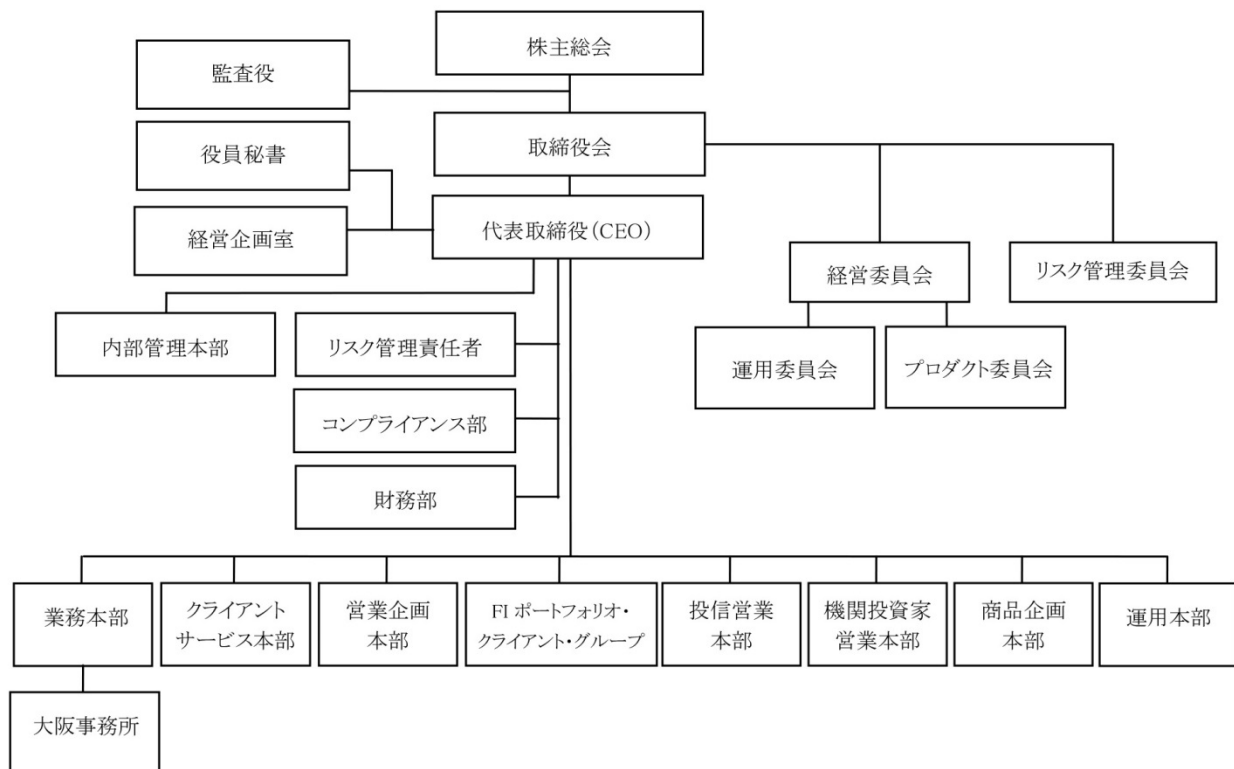 株主総会
監査役
取締役会
役員秘書
代表取締役(CEO)
経営企画室
経営委員会
リスク管理委員会
内部管理本部
リスク管理責任者
運用委員会
プロダクト委員会
コンプライアンス部
財務部
業務本部
クライアント
サービス本部
営業企画
本部
FI ポートフォリオ・
クライアント・グループ
投信営業
本部
機関投資家
営業本部
商品企画
本部
運用本部
大阪事務所